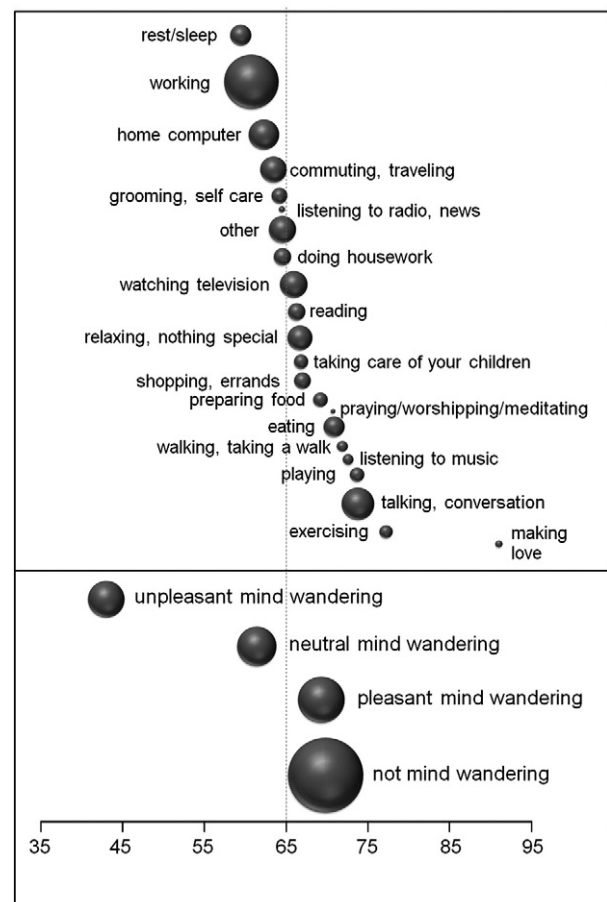 rest/sleep
working
home computer
commuting, traveling
grooming, self care
listening to radio, news
other
doing housework
watching television
reading
relaxing, nothing special
taking care of your children
shopping, errands
preparing food
praying/worshipping/meditating
eating
walking, taking a walk
listening to music
playing
talking, conversation
exercising
making
love
unpleasant mind wandering
neutral mind wandering
pleasant mind wandering
not mind wandering
35 45 55 65 75 85 95